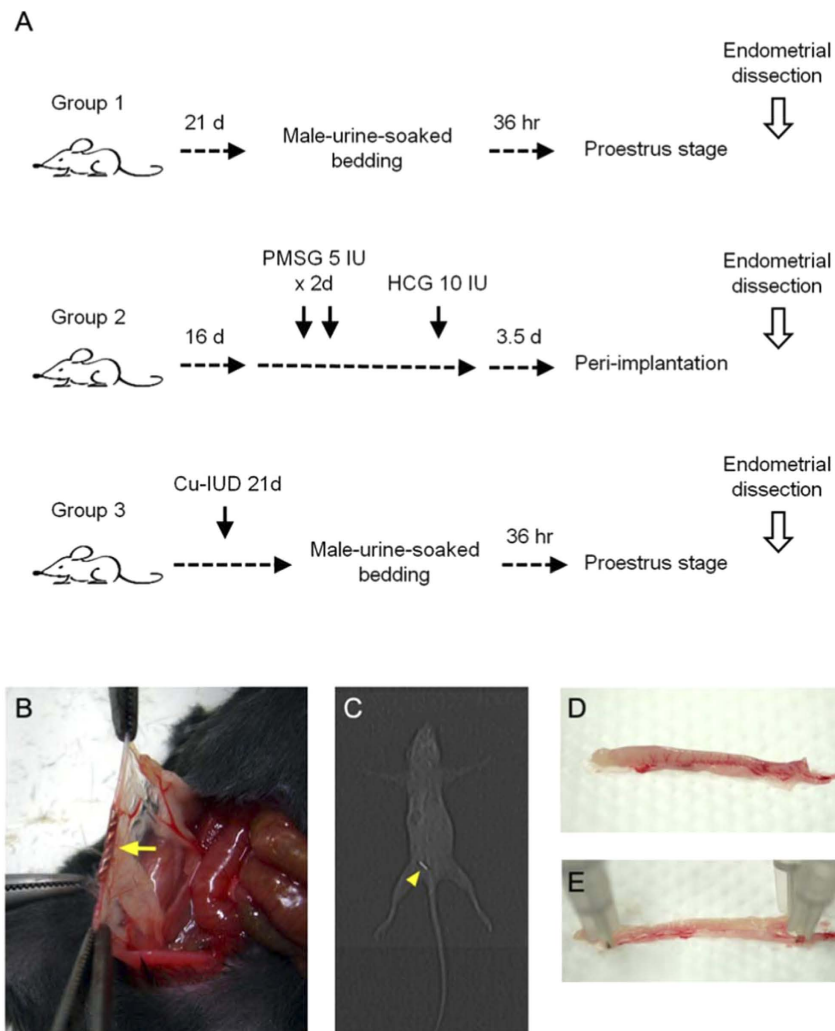 A
Endometrial
dissection
Group 1
21 d
Male-urine-soaked
bedding
36 hr
Proestrus stage
PMSG 5 IU
x 2d
HCG 10 IU
Endometrial
dissection
Group 2
16 d
3.5 d
Peri-implantation
Endometrial
dissection
Cu-IUD 21d
Group 3
Male-urine-soaked
bedding
36 hr
Proestrus stage
B
C
D
E